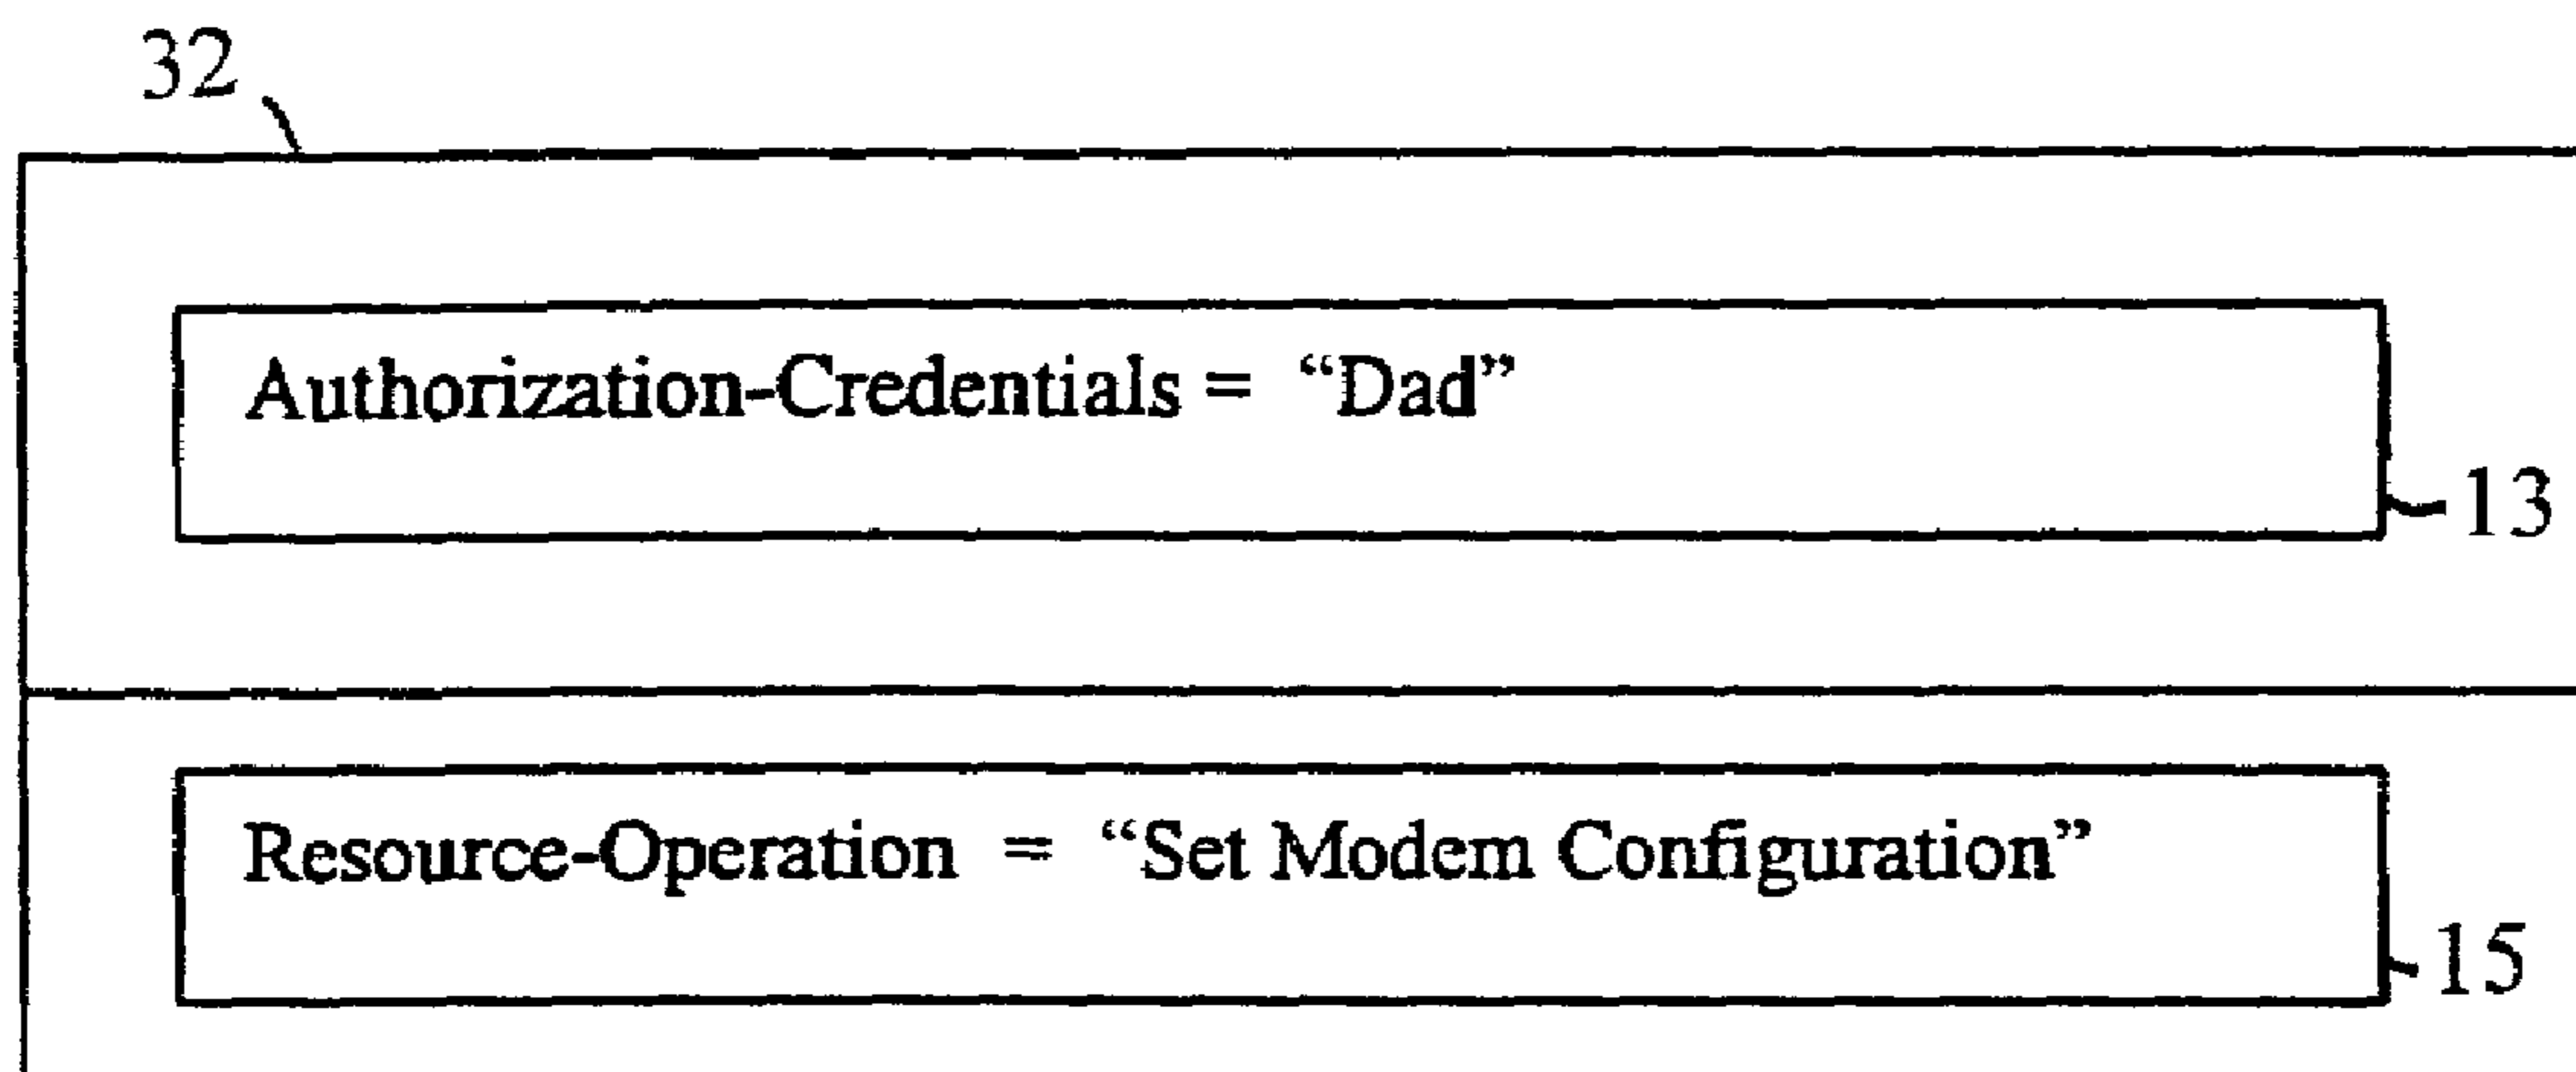 32
Authorization-Credentials = “Dad”
13
Resource-Operation = “Set Modem Configuration”
15